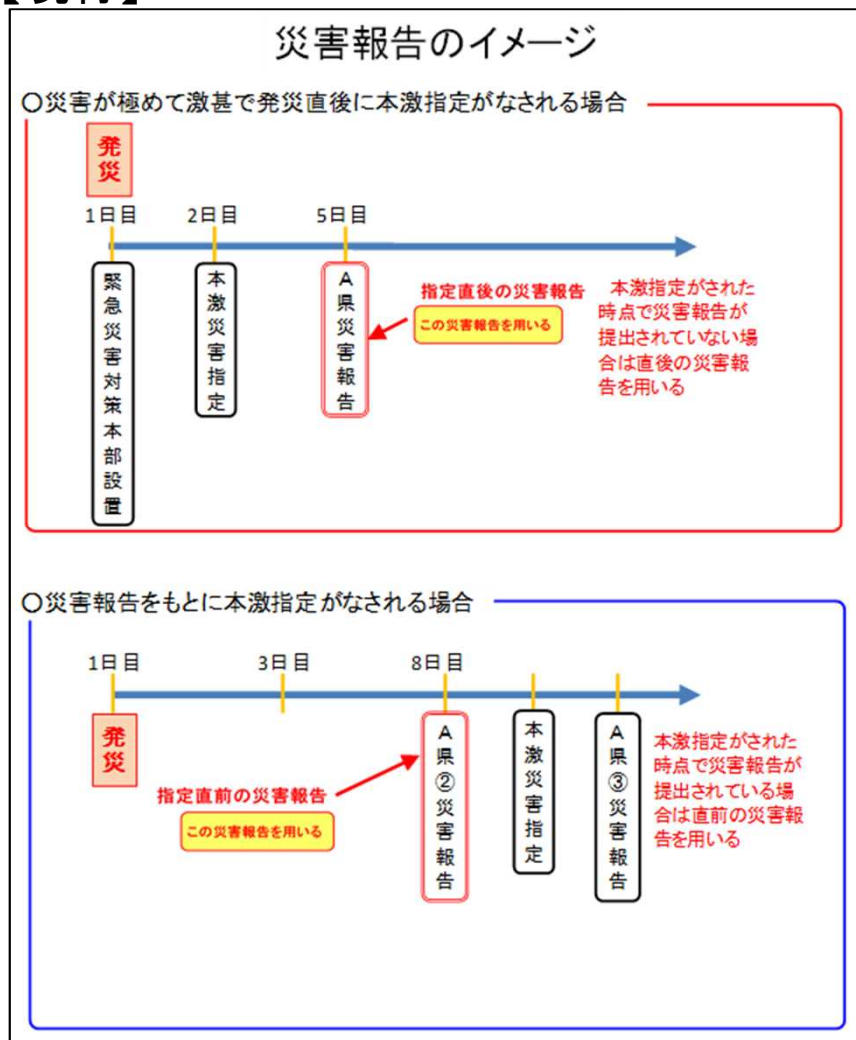 災害報告のイメージ
〇災害が極めて激甚で発災直後に本激指定がなされる場合
発災
1日目
2日目
5日目
緊急災害対策本部設置
本激災害指定
A県災害報告
指定直後の災害報告
この災害報告を用いる
本激指定がされた
時点で災害報告が
提出されていない場
合は直後の災害報
告を用いる
〇災害報告をもとに本激指定がなされる場合
1日目
3日目
8日目
発災
指定直前の災害報告
この災害報告を用いる
A県②災害報告
本激災害指定
A県③災害報告
本激指定がされた
時点で災害報告が
提出されている場
合は直前の災害報
告を用いる